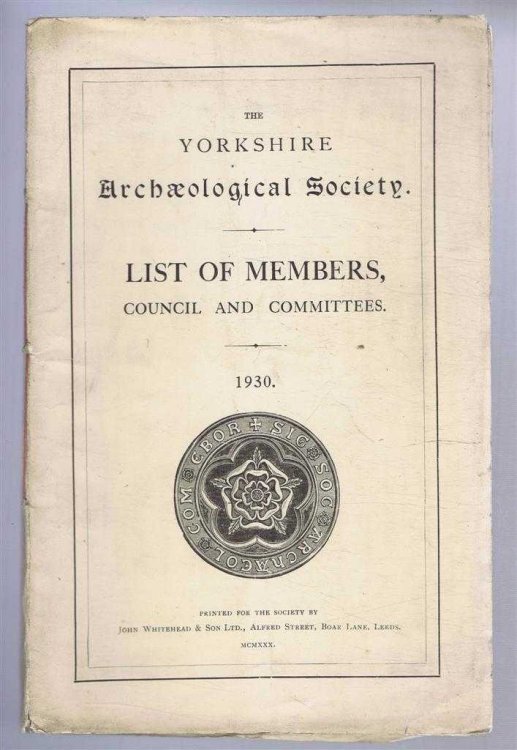 THE
YORKSHIRE
Archæological Society.
LIST OF MEMBERS,
COUNCIL AND COMMITTEES.
1930.
✠ SIG · SOC · ARCHÆOL · COM · EBOR
PRINTED FOR THE SOCIETY BY
JOHN WHITEHEAD & SON LTD., ALFRED STREET, BOAR LANE, LEEDS.
MCMXXX.